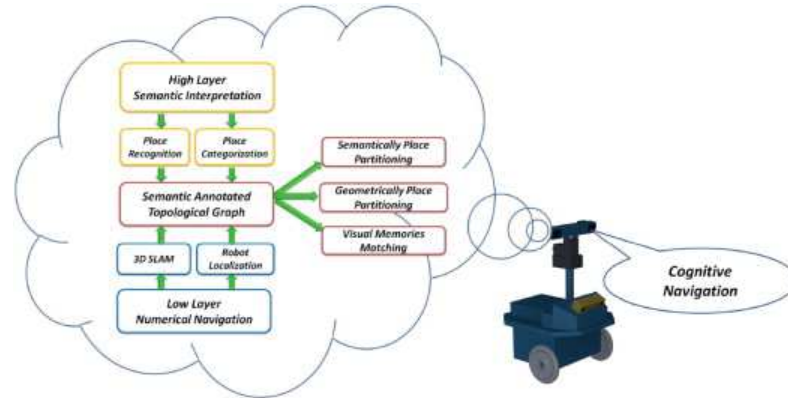 High Layer
Semantic Interpretation
Place
Recognition
Place
Categorization
Semantic Annotated
Topological Graph
3D SLAM
Robot
Localization
Low Layer
Numerical Navigation
Semantically Place
Partitioning
Geometrically Place
Partitioning
Visual Memories
Matching
Cognitive
Navigation